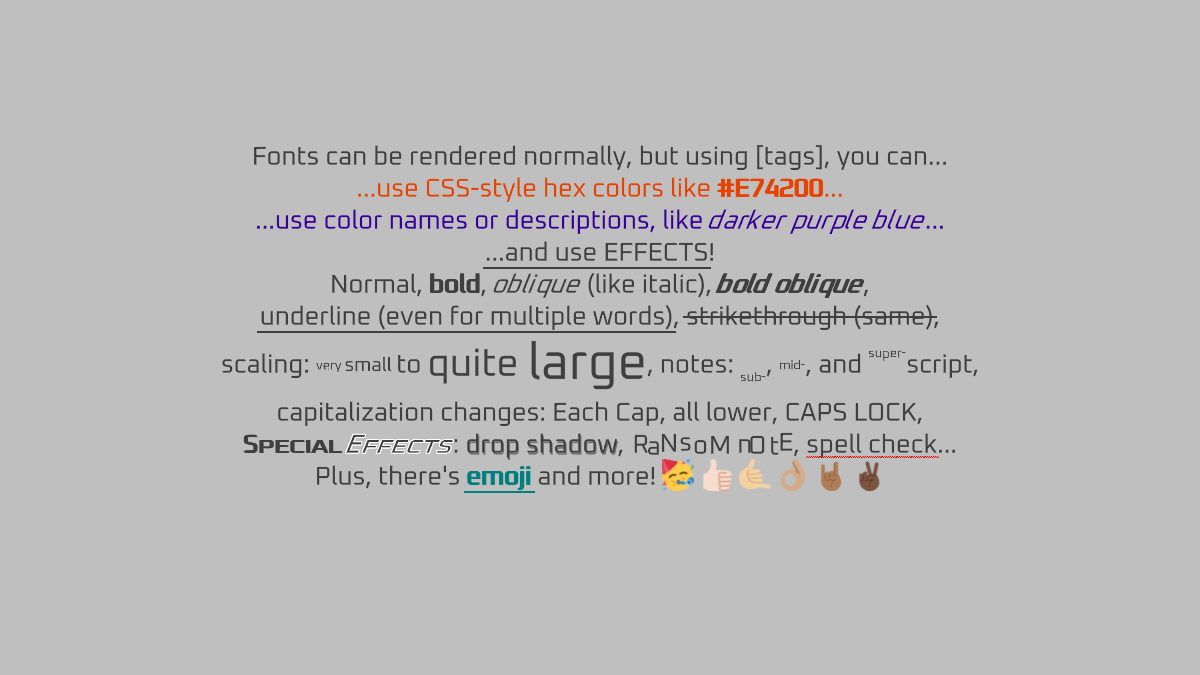 Fonts can be rendered normally, but using [tags], you can...
...use CSS-style hex colors like #E74200...
...use color names or descriptions, like darker purple blue...
...and use EFFECTS!
Normal, bold, oblique (like italic), bold oblique,
underline (even for multiple words), strikethrough (same),
scaling: very small to quite large, notes: sub-, mid-, and super-script,
capitalization changes: Each Cap, all lower, CAPS LOCK,
SPECIAL EFFECTS: drop shadow, RaNsoM nOtE, spell check...
Plus, there's emoji and more! 🥳👍🏻🤙🏼👌🏽🤘🏾✌🏿